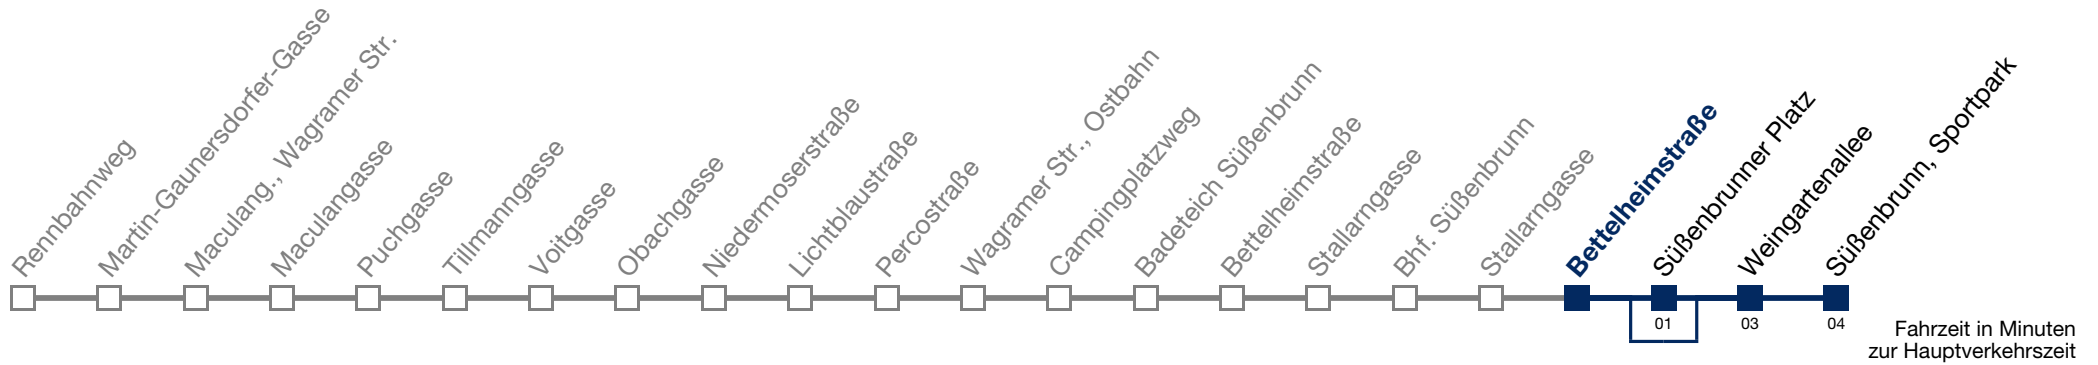 Rennbahnweg
Martin-Gaunersdorfer-Gasse
Maculang., Wagramer Str.
Maculangasse
Puchgasse
Tillmanngasse
Voitgasse
Obachgasse
Niedermoserstraße
Lichtblaustraße
Percostraße
Wagramer Str., Ostbahn
Campingplatzweg
Badeteich Süßenbrunn
Bettelheimstraße
Stallarngasse
Bhf. Süßenbrunn
Stallarngasse
Bettelheimstraße
Süßenbrunner Platz
Weingartenallee
Süßenbrunn, Sportpark
01
03
04
Fahrzeit in Minuten
zur Hauptverkehrszeit